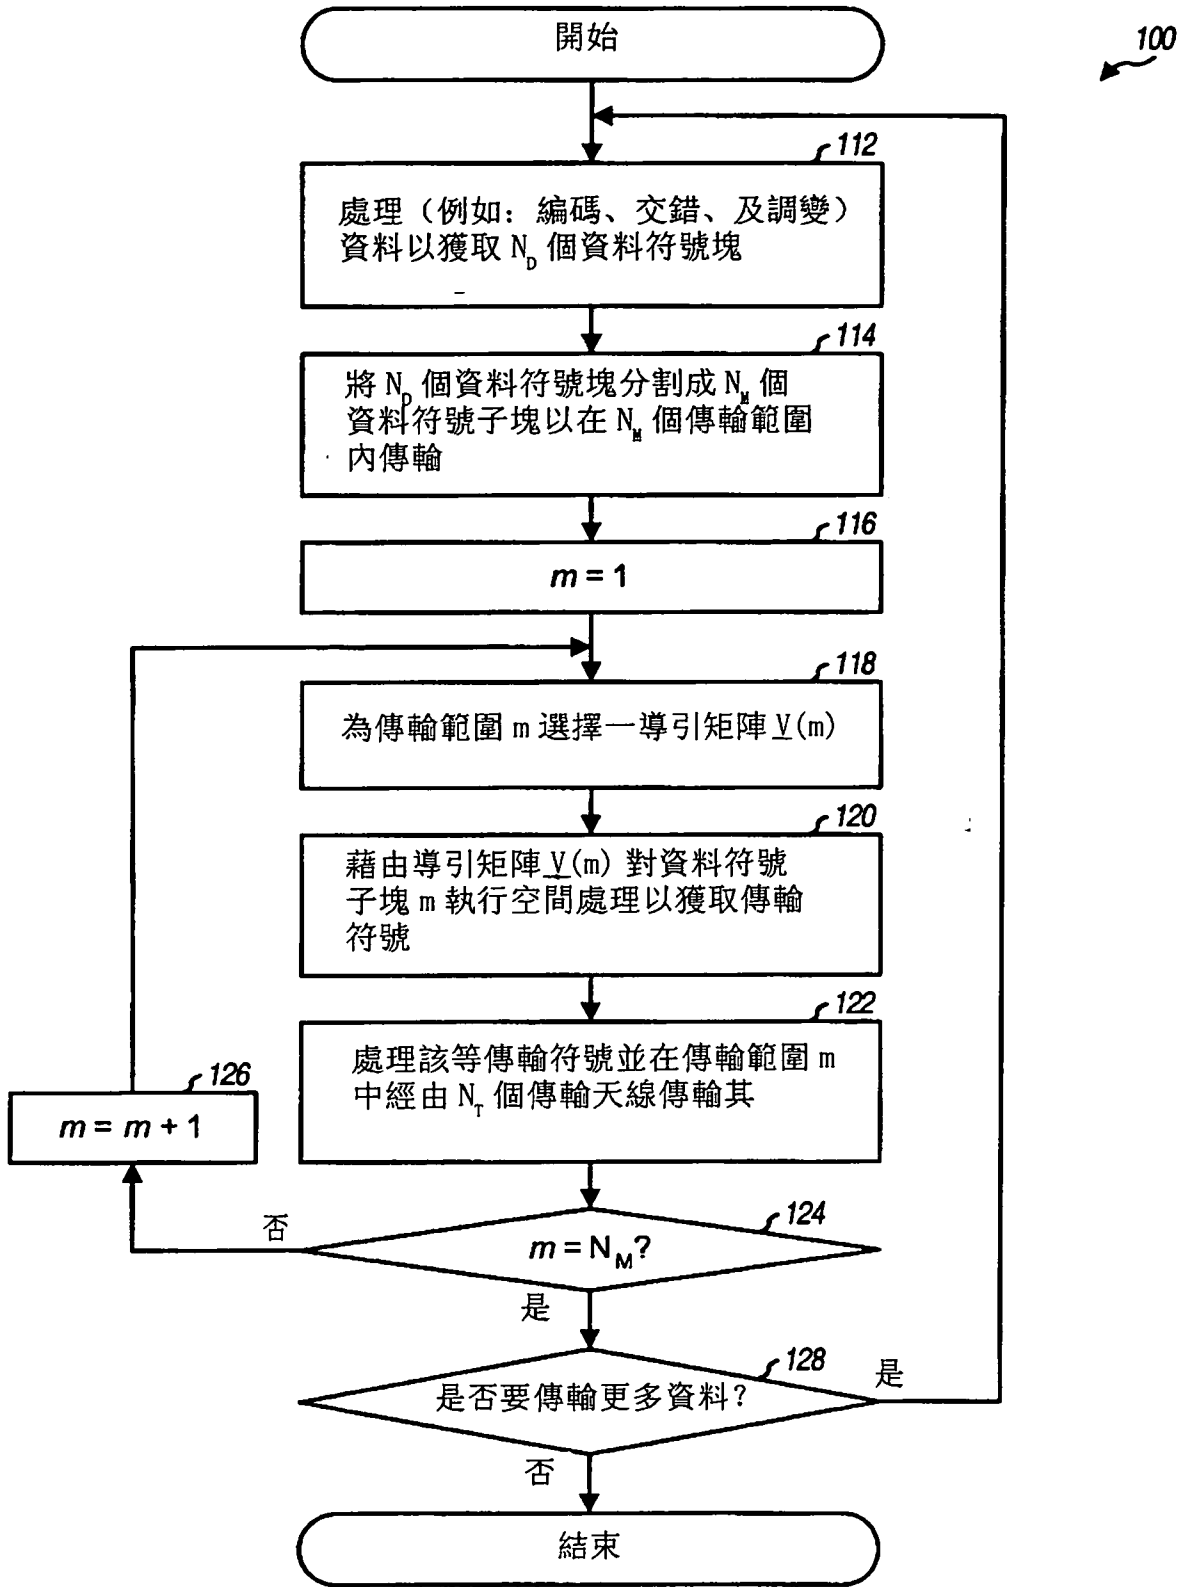 開始
100
112
處理（例如：編碼、交錯、及調變）
資料以獲取 N_D 個資料符號塊
114
將 N_D 個資料符號塊分割成 N_M 個
資料符號子塊以在 N_M 個傳輸範圍
內傳輸
116
m = 1
118
為傳輸範圍 m 選擇一導引矩陣 V(m)
120
藉由導引矩陣 V(m) 對資料符號
子塊 m 執行空間處理以獲取傳輸
符號
122
處理該等傳輸符號並在傳輸範圍 m
中經由 N_T 個傳輸天線傳輸其
126
m = m + 1
124
否
m = N_M?
是
128
是否要傳輸更多資料？
是
否
結束